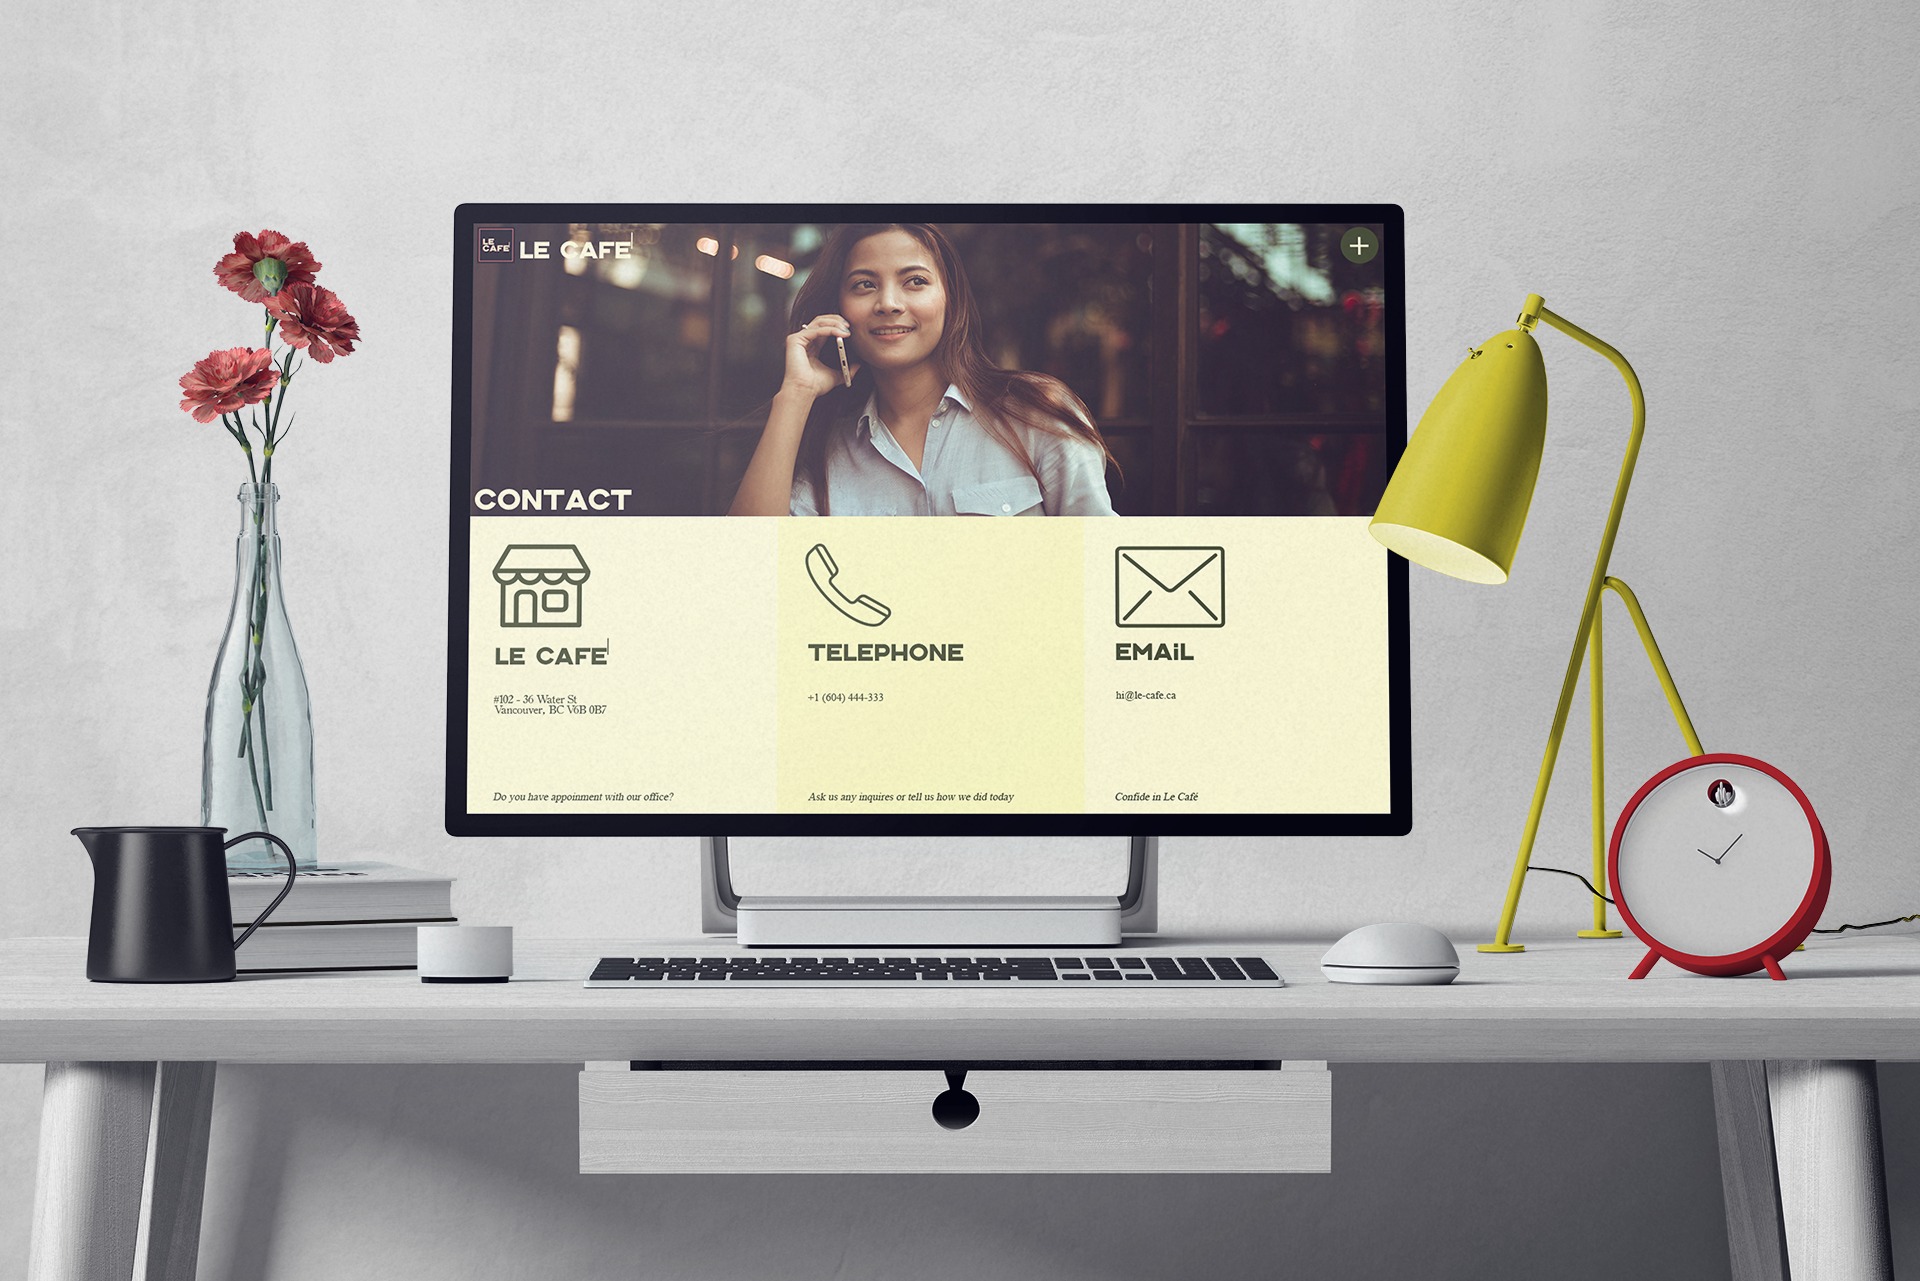 LE
CAFE
LE CAFE
CONTACT
LE CAFE
#102 - 36 Water St
Vancouver, BC V6B 0B7
Do you have appoinment with our office?
TELEPHONE
+1 (604) 444-333
Ask us any inquires or tell us how we did today
EMAiL
hi@le-cafe.ca
Confide in Le Café